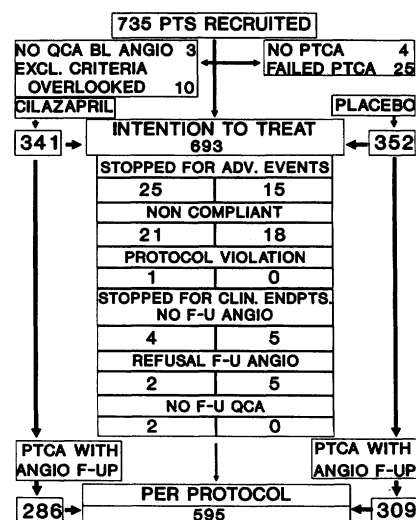 735 PTS RECRUITED
NO QCA BL ANGIO 3
EXCL. CRITERIA
OVERLOOKED 10
NO PTCA 4
FAILED PTCA 25
CILAZAPRIL
PLACEBO
341
INTENTION TO TREAT
693
352
STOPPED FOR ADV. EVENTS
25 15
NON COMPLIANT
21 18
PROTOCOL VIOLATION
1 0
STOPPED FOR CLIN. ENDPTS.
NO F-U ANGIO
4 5
REFUSAL F-U ANGIO
2 5
NO F-U QCA
2 0
PTCA WITH
ANGIO F-UP
PTCA WITH
ANGIO F-UP
286
PER PROTOCOL
595
309